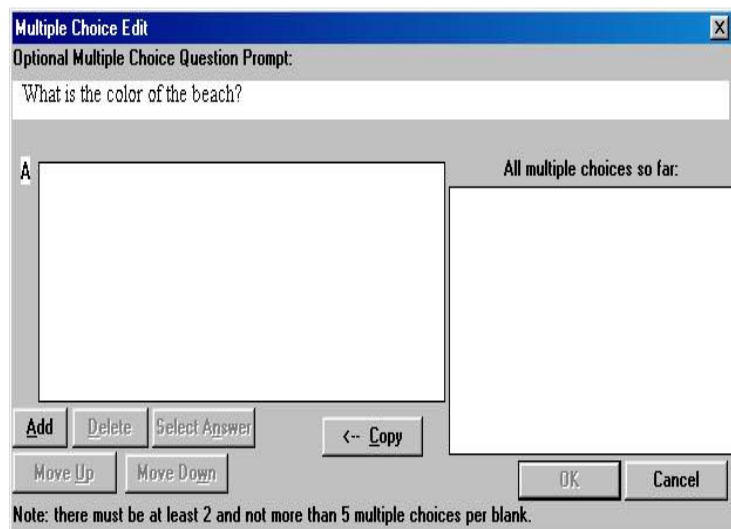 Multiple Choice Edit
Optional Multiple Choice Question Prompt:
What is the color of the beach?
A
All multiple choices so far:
Add Delete Select Answer
<-- Copy
Move Up Move Down
OK Cancel
Note: there must be at least 2 and not more than 5 multiple choices per blank.